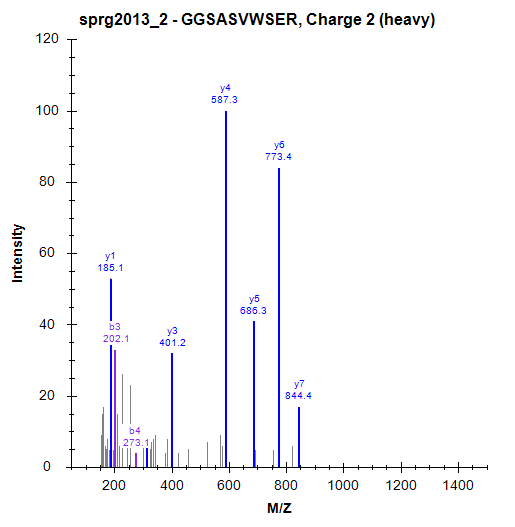 sprg2013_2 - GGSASVWSER, Charge 2 (heavy)
120
100
80
60
40
20
0
Intensity
y4
587.3
y6
773.4
y1
185.1
b3
202.1
y3
401.2
y5
686.3
y7
844.4
b4
273.1
200 400 600 800 1000 1200 1400
M/Z